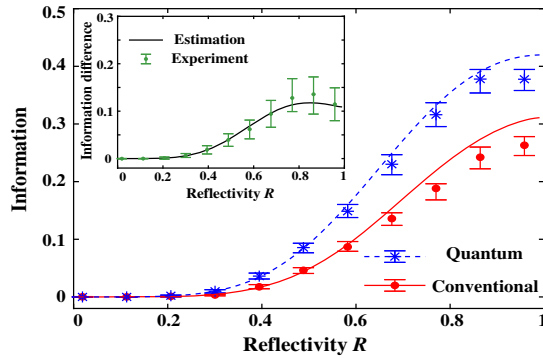 0.5
0.4
0.3
0.2
0.1
0
0
0.2
0.4
0.6
0.8
1
Information
Reflectivity R
Quantum
Conventional
0.3
0.2
0.1
0
0
0.2
0.4
0.6
0.8
1
Information difference
Reflectivity R
Estimation
Experiment